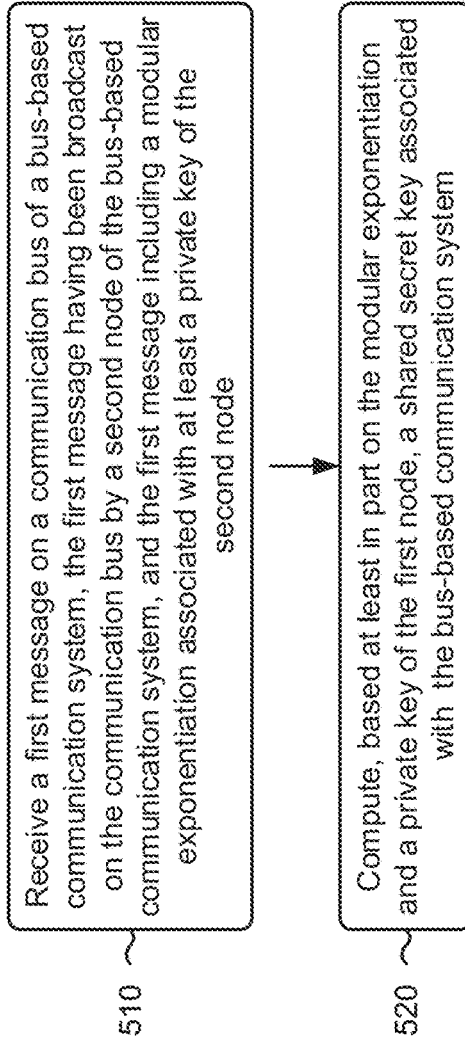 510
Receive a first message on a communication bus of a bus-based
communication system, the first message having been broadcast
on the communication bus by a second node of the bus-based
communication system, and the first message including a modular
exponentiation associated with at least a private key of the
second node
520
Compute, based at least in part on the modular exponentiation
and a private key of the first node, a shared secret key associated
with the bus-based communication system